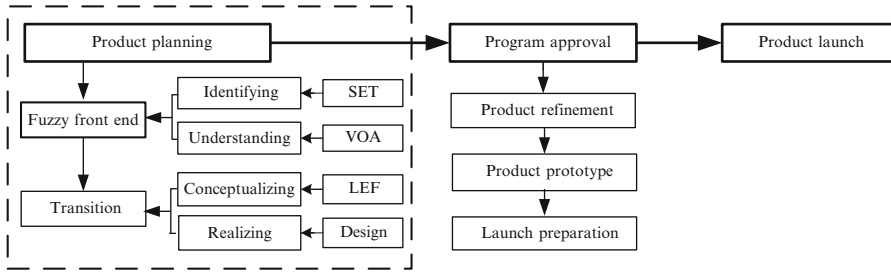 Product planning
Program approval
Product launch
Identifying
SET
Fuzzy front end
Understanding
VOA
Product refinement
Product prototype
Conceptualizing
LEF
Transition
Realizing
Design
Launch preparation